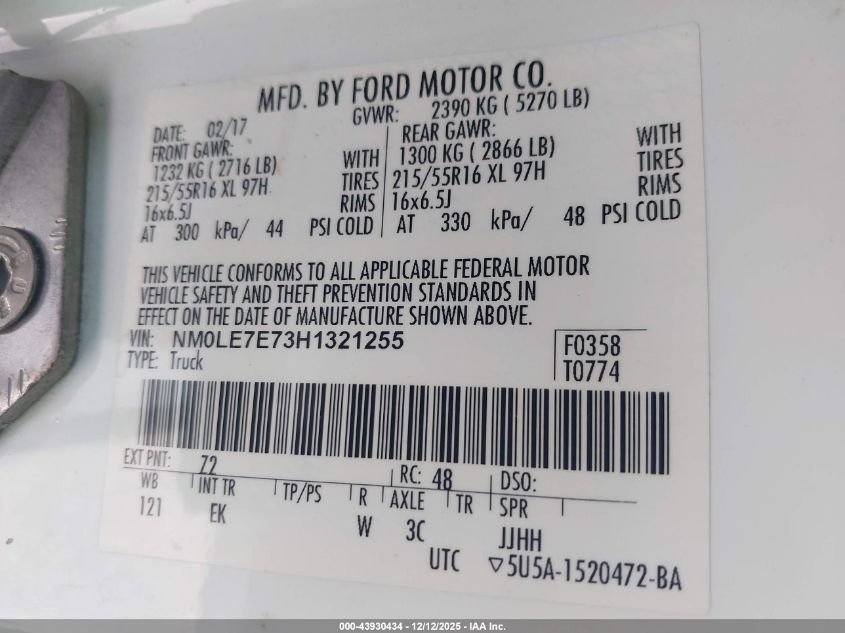 MFD. BY FORD MOTOR CO.
DATE: 02/17
GVWR: 2390 KG ( 5270 LB)
FRONT GAWR:
1232 KG ( 2716 LB) WITH
215/55R16 XL 97H TIRES
16x6.5J RIMS
AT 300 kPa/ 44 PSI COLD
REAR GAWR: WITH
1300 KG ( 2866 LB) TIRES
215/55R16 XL 97H RIMS
16x6.5J
AT 330 kPa/ 48 PSI COLD
THIS VEHICLE CONFORMS TO ALL APPLICABLE FEDERAL MOTOR
VEHICLE SAFETY AND THEFT PREVENTION STANDARDS IN
EFFECT ON THE DATE OF MANUFACTURE SHOWN ABOVE.
VIN: NM0LE7E73H1321255
TYPE: Truck
F0358
T0774
EXT PNT: 72 RC: 48 DSO:
WB INT TR TP/PS R AXLE TR SPR
121 EK W 3C JJHH
UTC ▽5U5A-1520472-BA
000-43930434 - 12/12/2025 - IAA Inc.